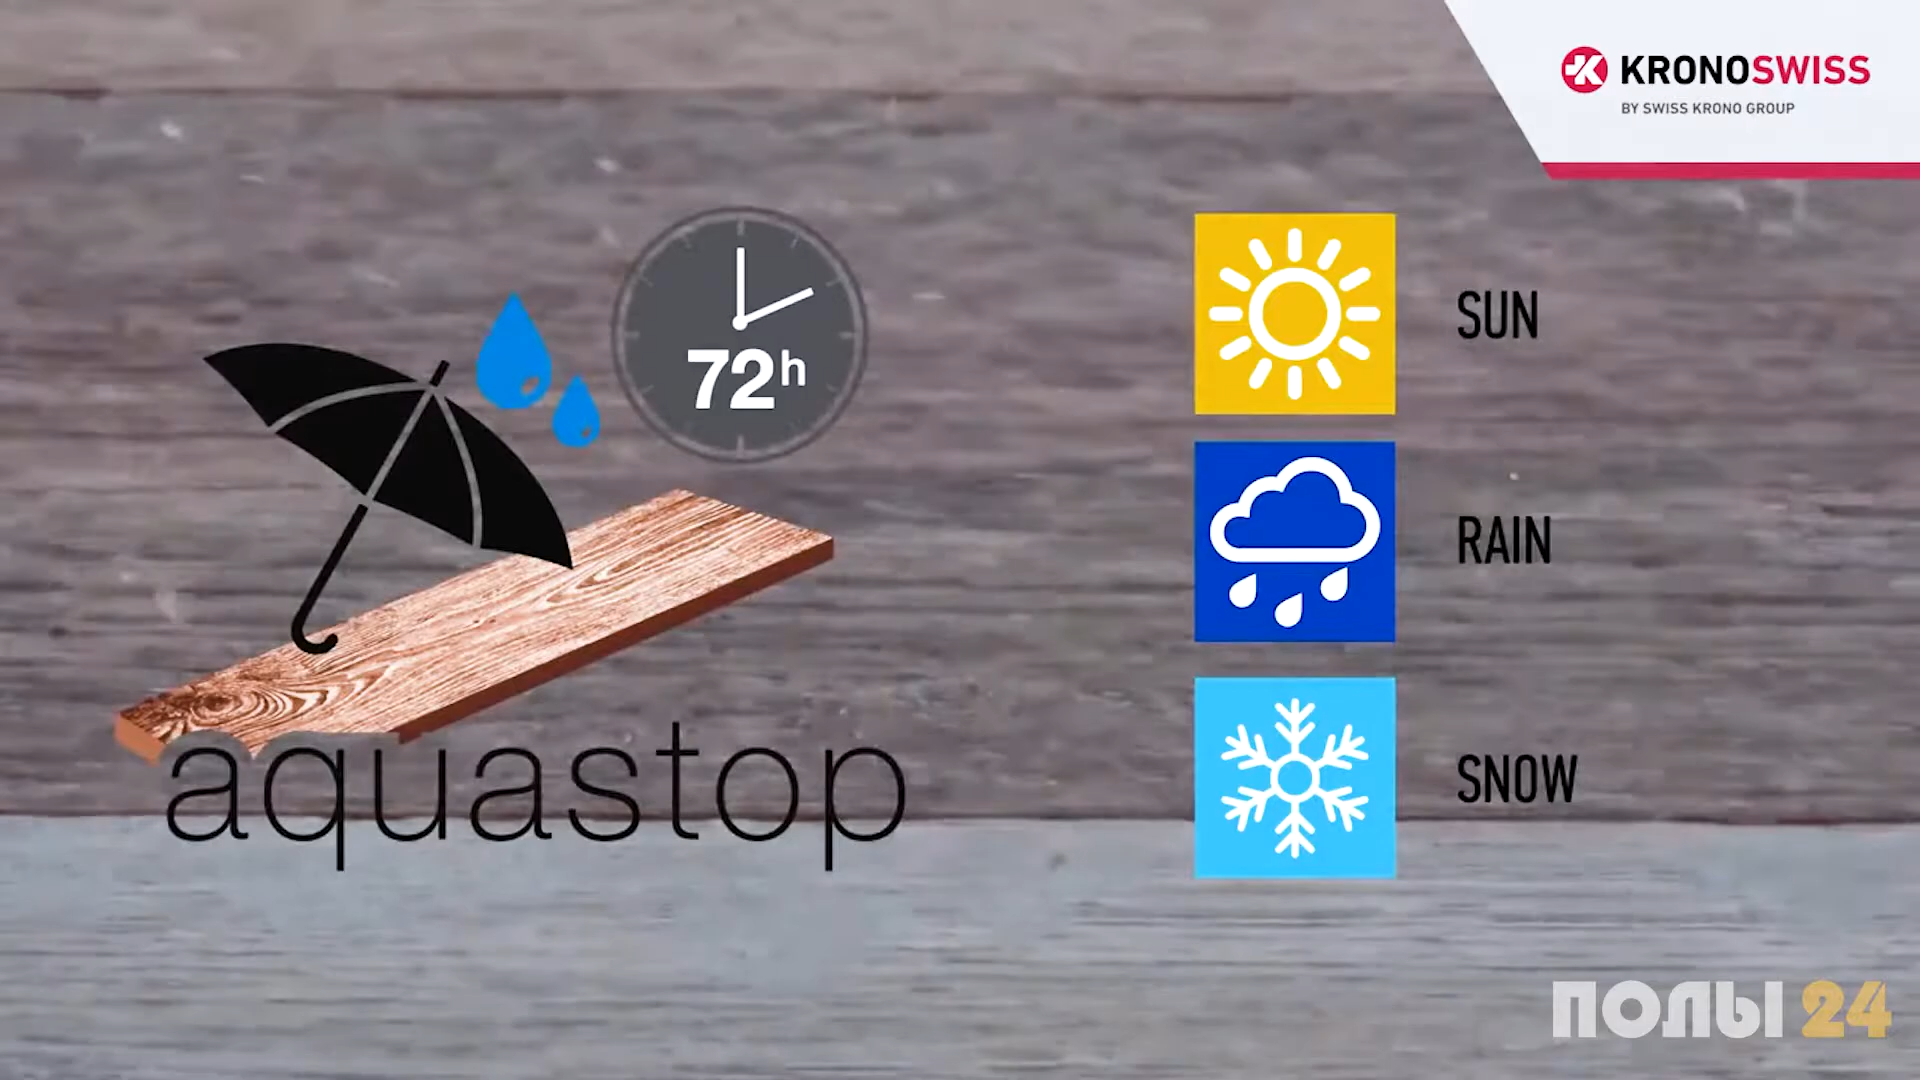 KRONOSWISS
BY SWISS KRONO GROUP
72h
aquastop
SUN
RAIN
SNOW
ПОЛЫ 24